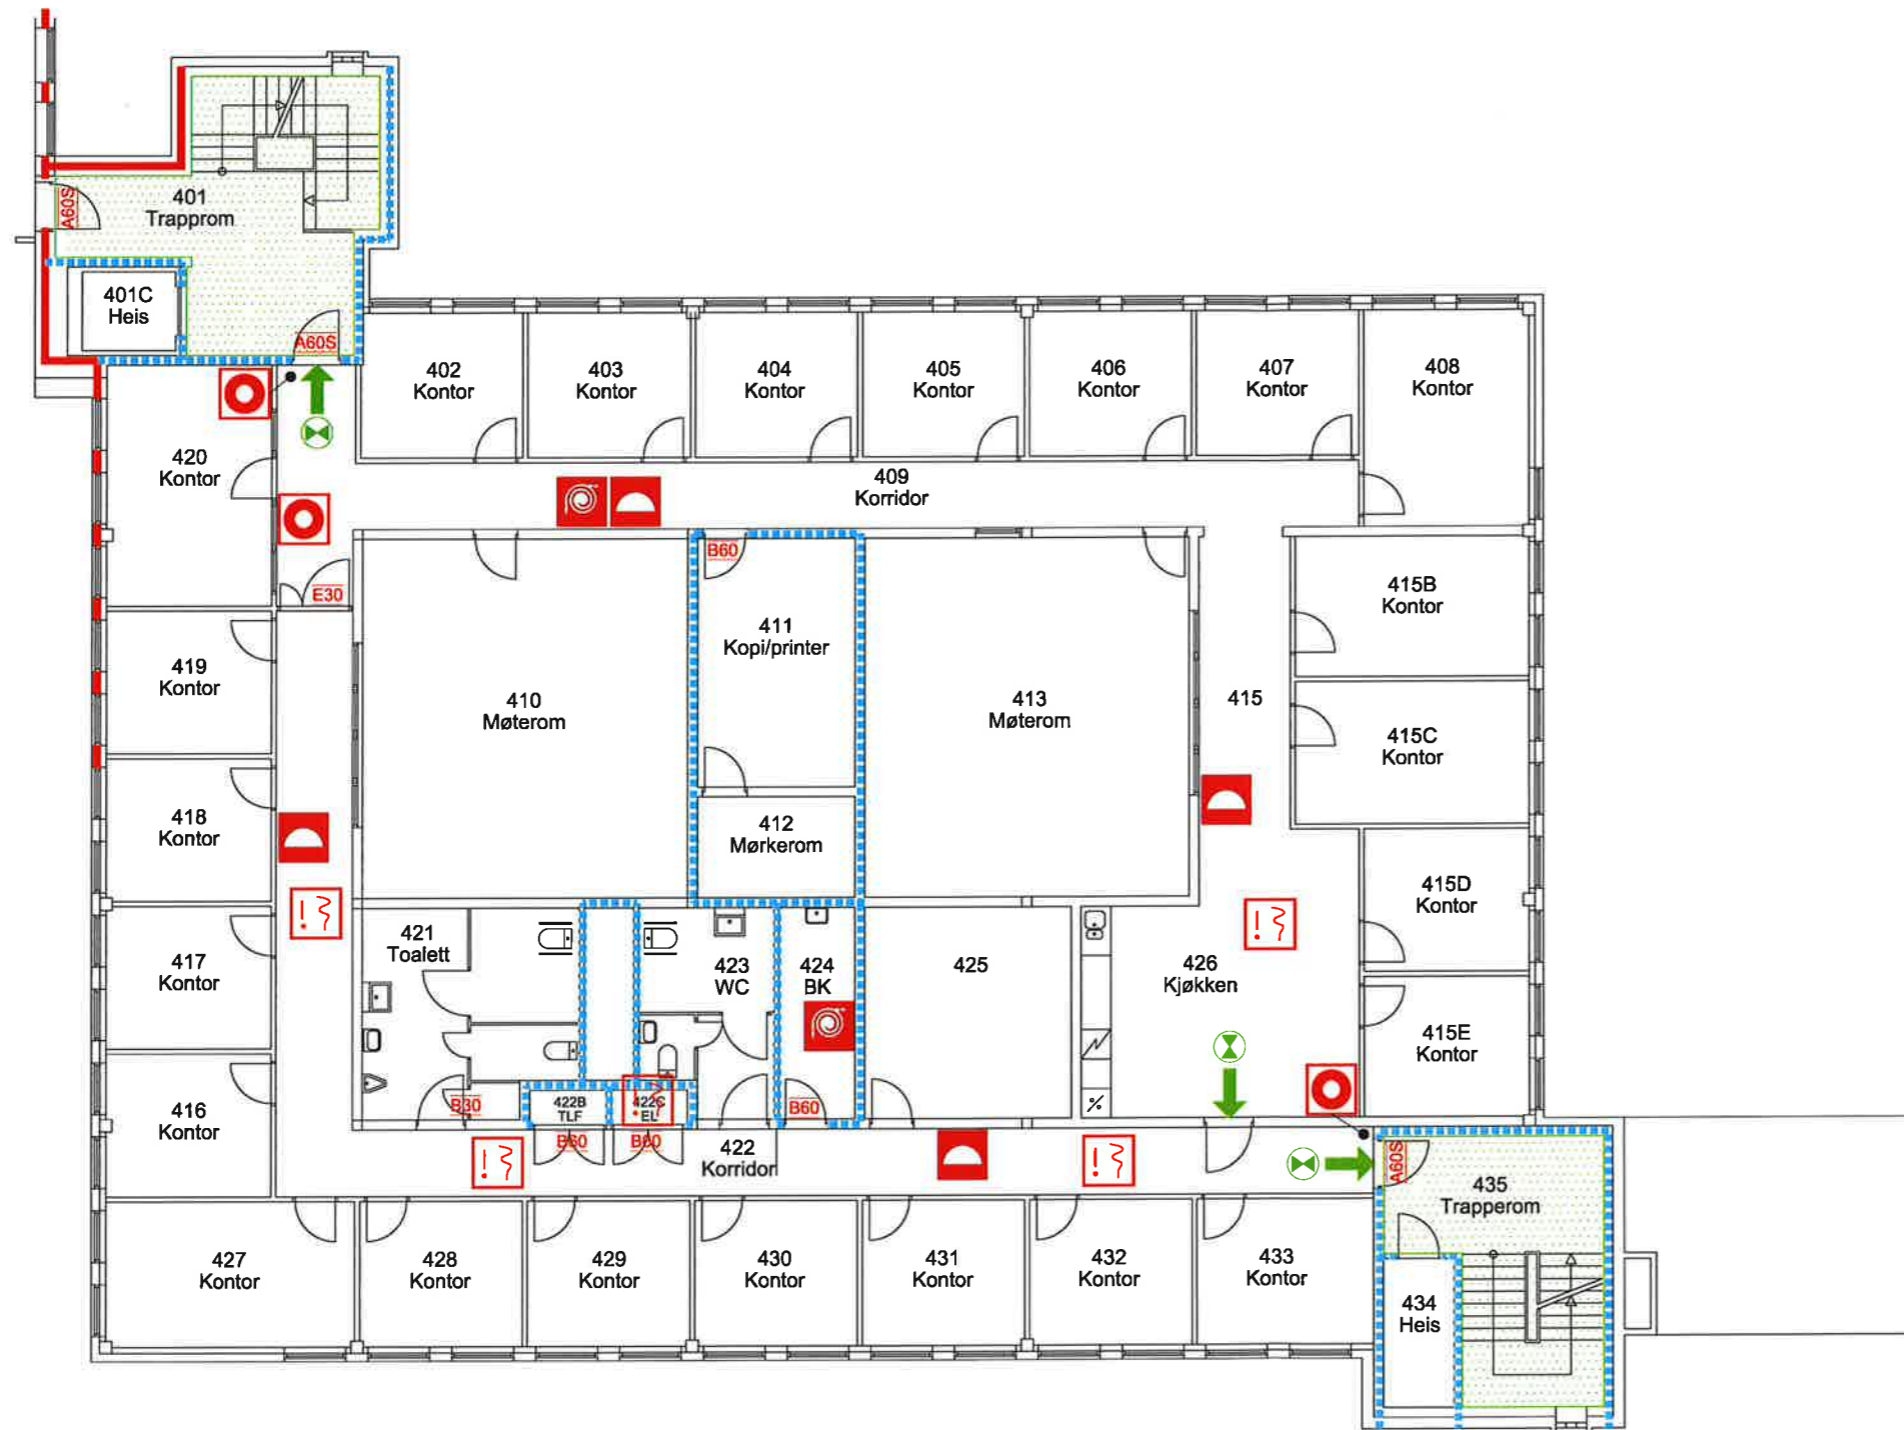 401
Trapprom
A60S
401C
Heis
A60S
402
Kontor
403
Kontor
404
Kontor
405
Kontor
406
Kontor
407
Kontor
408
Kontor
420
Kontor
409
Korridor
E30
B60
411
Kopi/printer
415B
Kontor
419
Kontor
410
Møterom
413
Møterom
415
415C
Kontor
418
Kontor
412
Mørkerom
415D
Kontor
417
Kontor
421
Toalett
423
WC
424
BK
425
426
Kjøkken
415E
Kontor
416
Kontor
B30
422B
TLF
422C
EL
B60
B60
B60
422
Korridor
A60S
435
Trapperom
427
Kontor
428
Kontor
429
Kontor
430
Kontor
431
Kontor
432
Kontor
433
Kontor
434
Heis